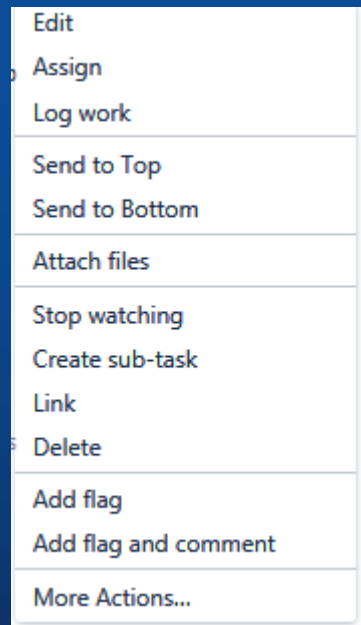 Edit
Assign
Log work
Send to Top
Send to Bottom
Attach files
Stop watching
Create sub-task
Link
Delete
Add flag
Add flag and comment
More Actions...